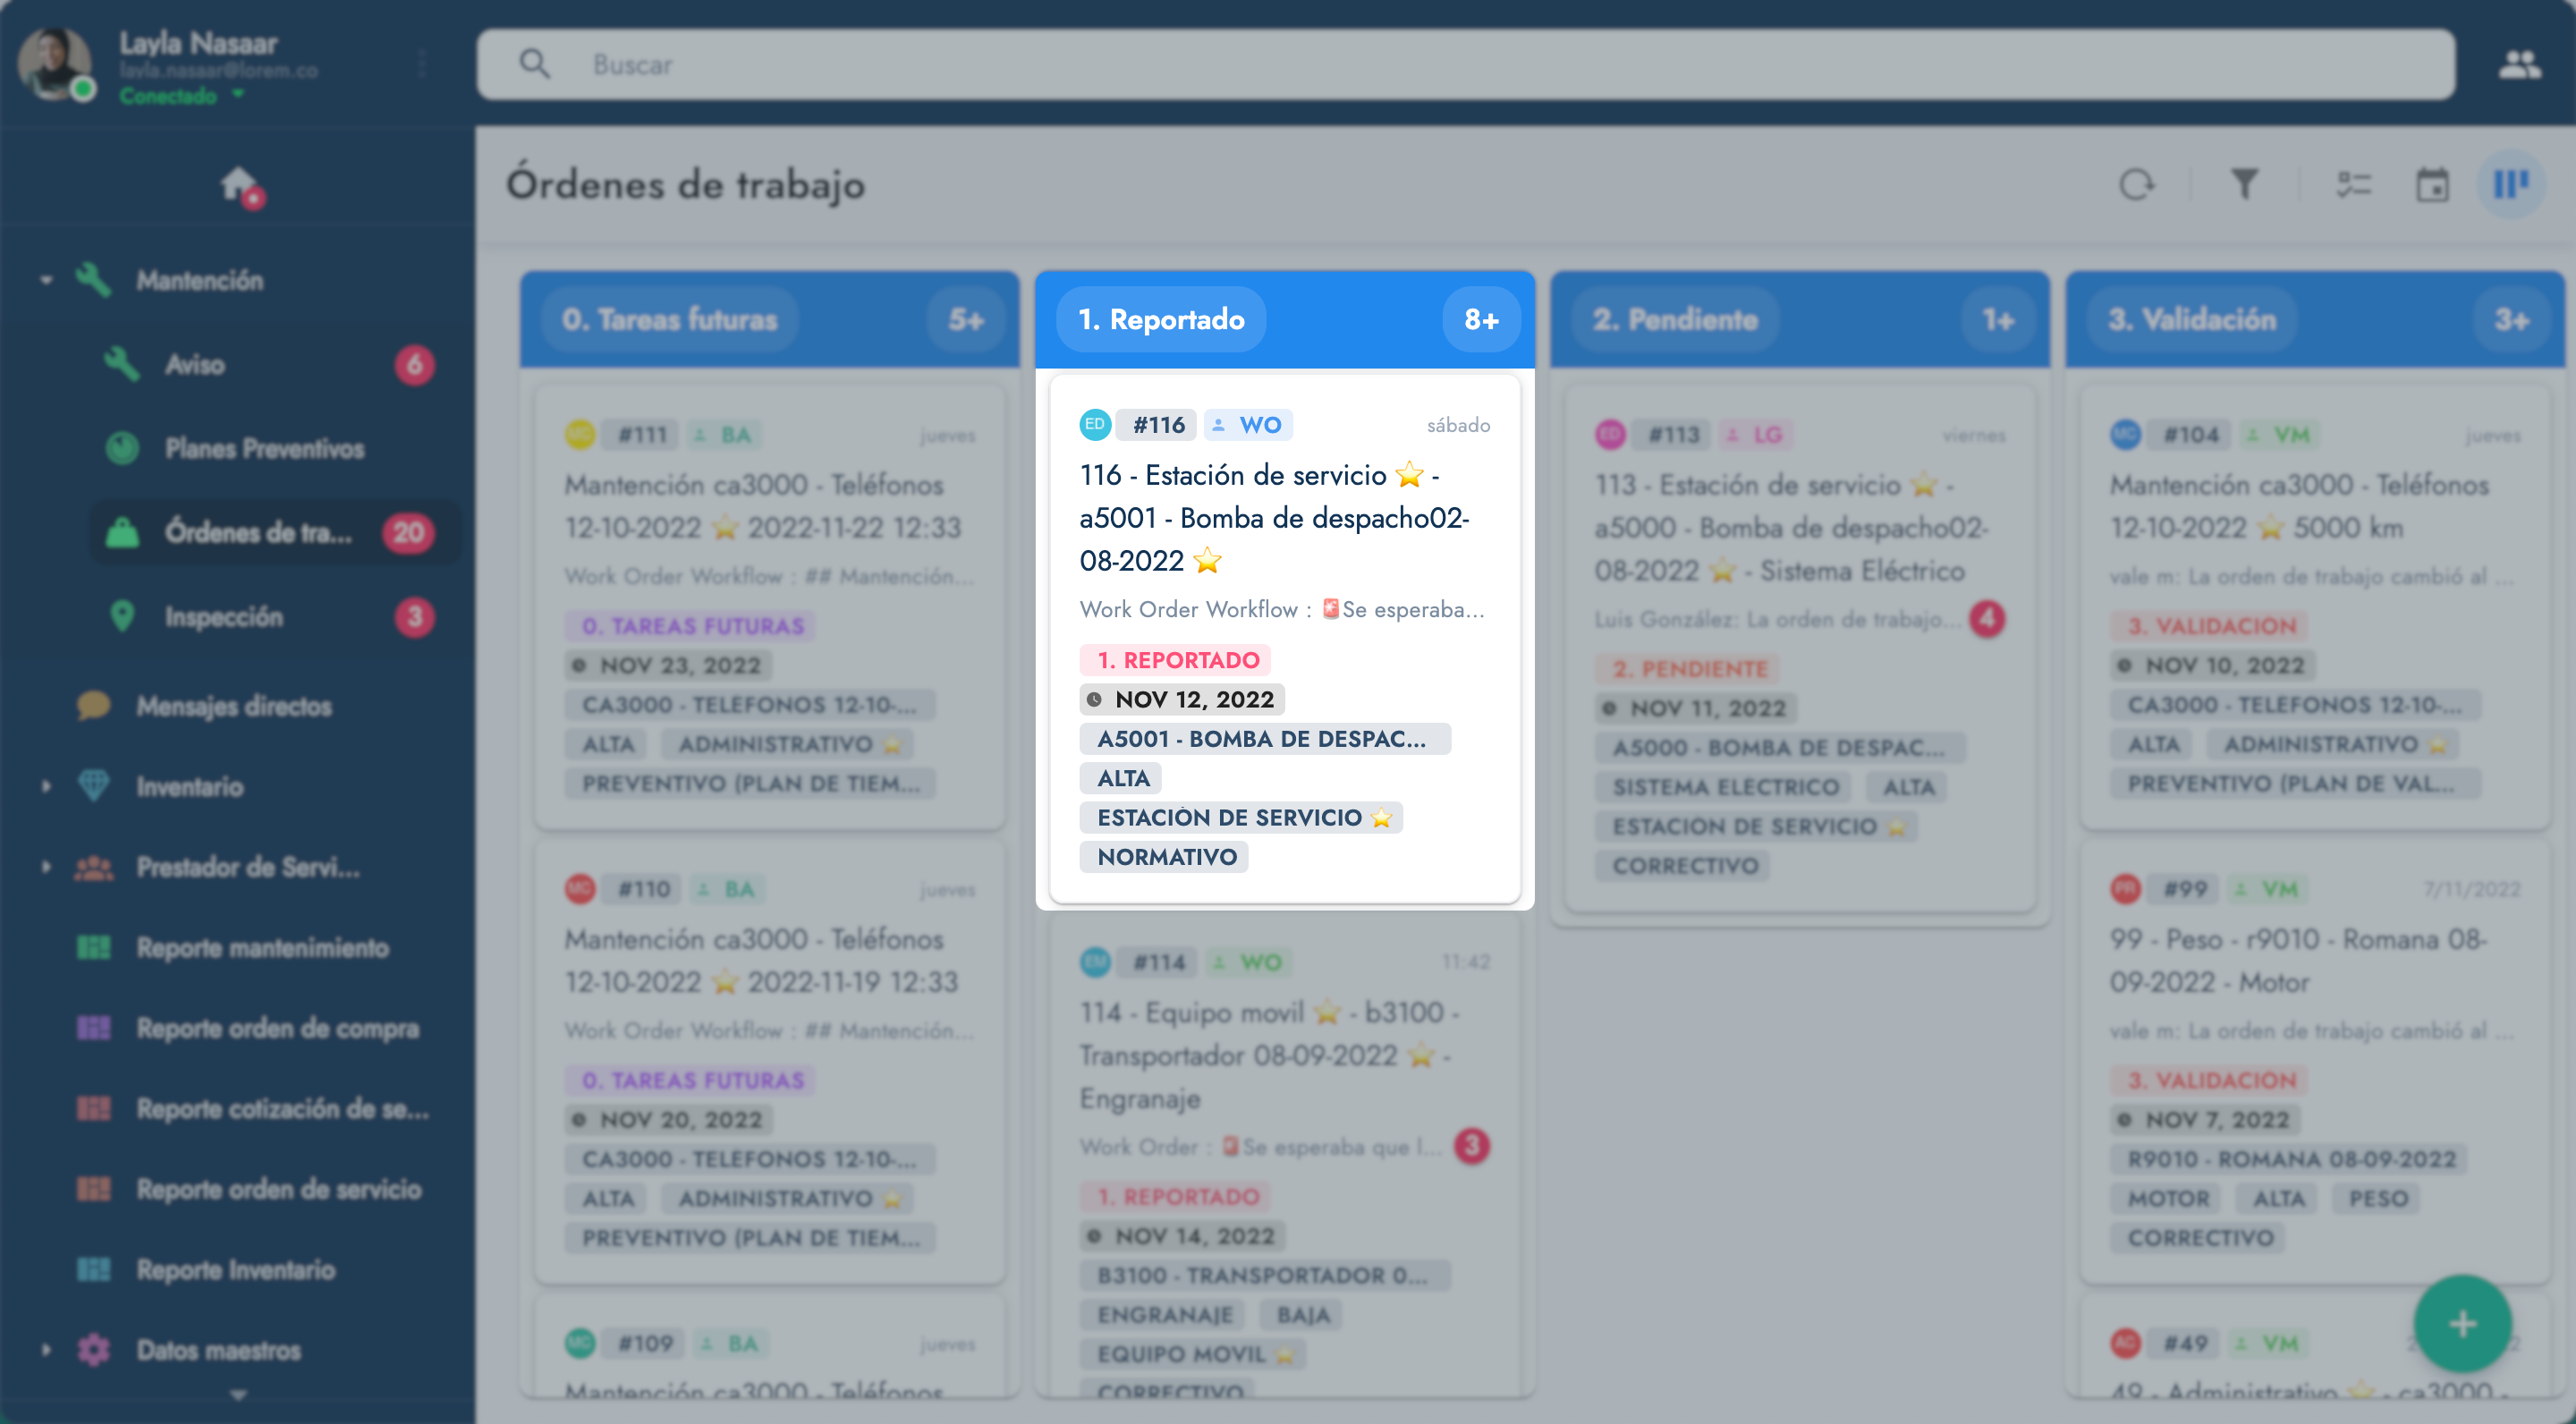 Layla Nasaar
layla.nasaar@lorem.co
Conectado
Buscar
Mantención
Aviso
6
Planes Preventivos
Órdenes de tra...
20
Inspección
3
Mensajes directos
Inventario
Prestador de Servi...
Reporte mantenimiento
Reporte orden de compra
Reporte cotización de se...
Reporte orden de servicio
Reporte Inventario
Datos maestros
Órdenes de trabajo
0. Tareas futuras
5+
MC #111 BA jueves
Mantención ca3000 - Teléfonos
12-10-2022 ⭐ 2022-11-22 12:33
Work Order Workflow : ## Mantención...
0. TAREAS FUTURAS
NOV 23, 2022
CA3000 - TELÉFONOS 12-10-...
ALTA ADMINISTRATIVO ⭐
PREVENTIVO (PLAN DE TIEM...
MC #110 BA jueves
Mantención ca3000 - Teléfonos
12-10-2022 ⭐ 2022-11-19 12:33
Work Order Workflow : ## Mantención...
0. TAREAS FUTURAS
NOV 20, 2022
CA3000 - TELÉFONOS 12-10-...
ALTA ADMINISTRATIVO ⭐
PREVENTIVO (PLAN DE TIEM...
MC #109 BA jueves
Mantención ca3000 - Teléfonos
1. Reportado
8+
ED #116 WO sábado
116 - Estación de servicio ⭐ -
a5001 - Bomba de despacho02-
08-2022 ⭐
Work Order Workflow : 🚨Se esperaba...
1. REPORTADO
NOV 12, 2022
A5001 - BOMBA DE DESPAC...
ALTA
ESTACIÓN DE SERVICIO ⭐
NORMATIVO
EM #114 WO 11:42
114 - Equipo movil ⭐ - b3100 -
Transportador 08-09-2022 ⭐ -
Engranaje
Work Order : 🚨Se esperaba que l... 3
1. REPORTADO
NOV 14, 2022
B3100 - TRANSPORTADOR 0...
ENGRANAJE BAJA
EQUIPO MOVIL ⭐
CORRECTIVO
2. Pendiente
1+
ED #113 LG viernes
113 - Estación de servicio ⭐ -
a5000 - Bomba de despacho02-
08-2022 ⭐ - Sistema Eléctrico
Luis González: La orden de trabajo... 4
2. PENDIENTE
NOV 11, 2022
A5000 - BOMBA DE DESPAC...
SISTEMA ELÉCTRICO ALTA
ESTACIÓN DE SERVICIO ⭐
CORRECTIVO
3. Validación
3+
MC #104 VM jueves
Mantención ca3000 - Teléfonos
12-10-2022 ⭐ 5000 km
vale m: La orden de trabajo cambió al ...
3. VALIDACIÓN
NOV 10, 2022
CA3000 - TELÉFONOS 12-10-...
ALTA ADMINISTRATIVO ⭐
PREVENTIVO (PLAN DE VAL...
PR #99 VM 7/11/2022
99 - Peso - r9010 - Romana 08-
09-2022 - Motor
vale m: La orden de trabajo cambió al ...
3. VALIDACIÓN
NOV 7, 2022
R9010 - ROMANA 08-09-2022
MOTOR ALTA PESO
CORRECTIVO
AC #49 VM
49 - Administrativo ⭐ - ca3000 -